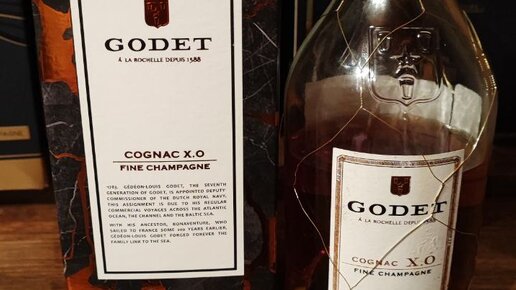 GODET
À LA ROCHELLE DEPUIS 1588
COGNAC X.O
FINE CHAMPAGNE
1782, GÉDÉON-LOUIS GODET, THE SEVENTH
GENERATION OF GODET, IS APPOINTED DEPUTY
COMMISSIONER OF THE DUTCH ROYAL NAVY.
THIS ASSIGNMENT IS DUE TO HIS REGULAR
COMMERCIAL VOYAGES ACROSS THE ATLANTIC
OCEAN, THE CHANNEL AND THE BALTIC SEA.
WITH HIS ANCESTOR, BONAVENTURE, WHO
SAILED TO FRANCE SOME 200 YEARS EARLIER,
GÉDÉON-LOUIS GODET FORGED FOREVER THE
FAMILY LINK TO THE SEA.
GODET
À LA ROCHELLE DEPUIS 1588
COGNAC X.O
FINE CHAMPAGNE